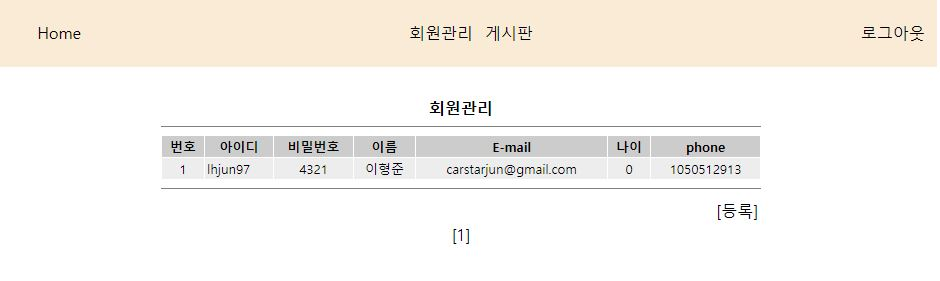 Home 회원관리 게시판 로그아웃
회원관리
번호 아이디 비밀번호 이름 E-mail 나이 phone
1 lhjun97 4321 이형준 carstarjun@gmail.com 0 1050512913
[등록]
[1]